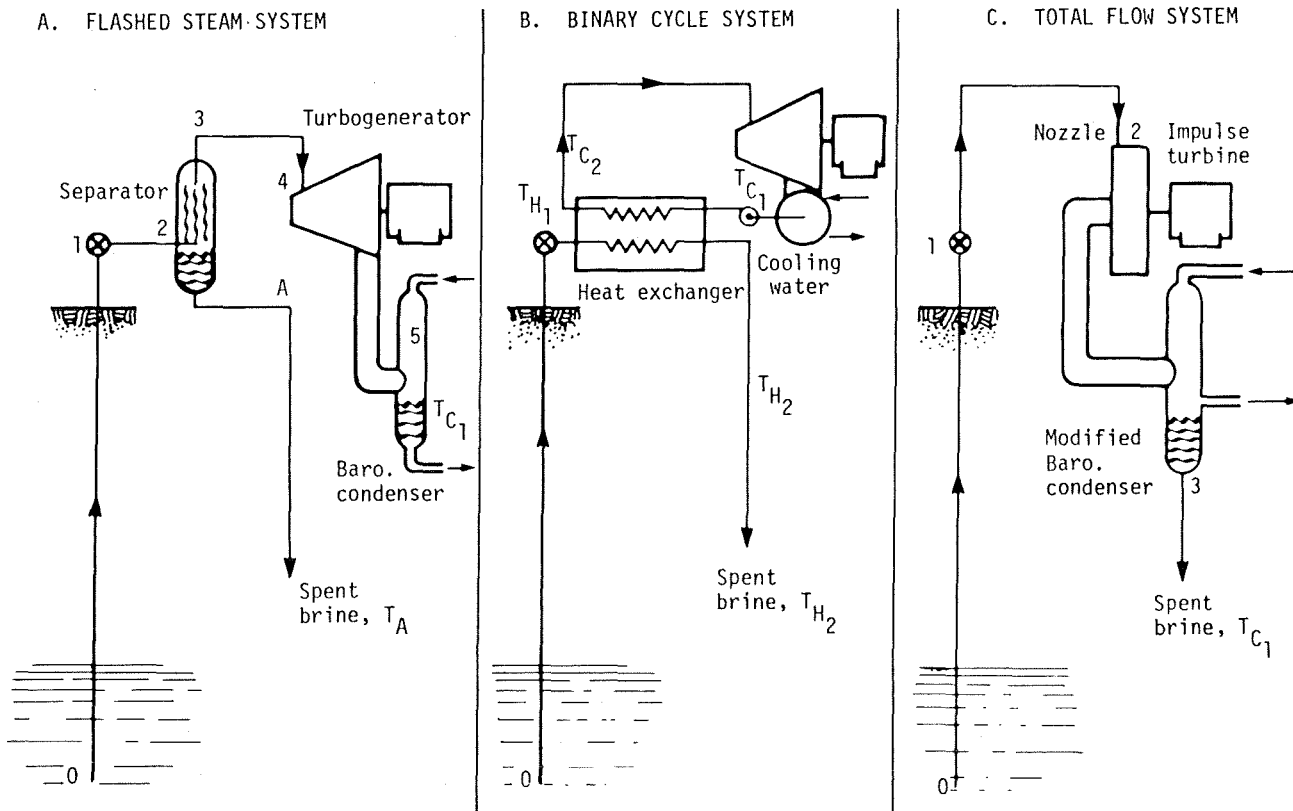 A. FLASHED STEAM SYSTEM
3
Turbogenerator
4
Separator
1
2
A
5
T_C1
Baro.
condenser
Spent
brine, T_A
0
B. BINARY CYCLE SYSTEM
T_C2
T_H1
T_C1
Heat exchanger
Cooling
water
T_H2
Spent
brine, T_H2
0
C. TOTAL FLOW SYSTEM
Nozzle
2
Impulse
turbine
1
Modified
Baro.
condenser
3
Spent
brine, T_C1
0